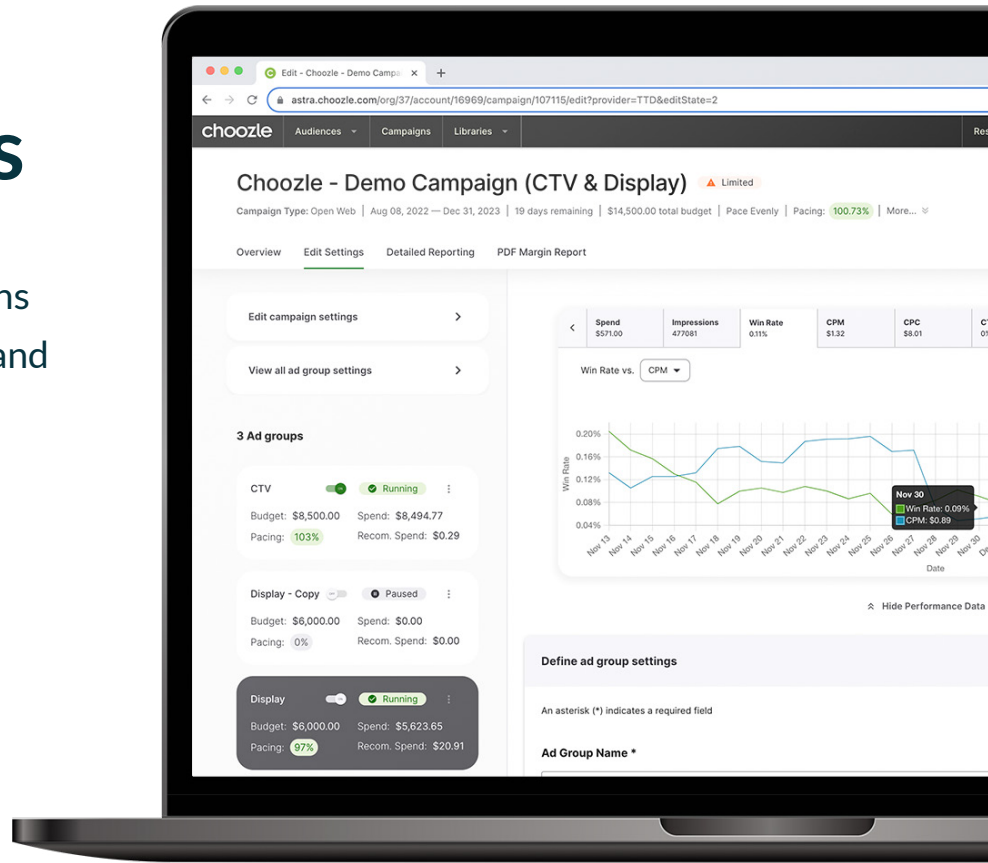 s
ns
and
Edit - Choozle - Demo Campa
astra.choozle.com/org/37/account/16969/campaign/107115/edit?provider=TTD&editState=2
choozle Audiences Campaigns Libraries Res
Choozle - Demo Campaign (CTV & Display) Limited
Campaign Type: Open Web | Aug 08, 2022 — Dec 31, 2023 | 19 days remaining | $14,500.00 total budget | Pace Evenly | Pacing: 100.73% | More...
Overview Edit Settings Detailed Reporting PDF Margin Report
Edit campaign settings
View all ad group settings
3 Ad groups
CTV Running
Budget: $8,500.00 Spend: $8,494.77
Pacing: 103% Recom. Spend: $0.29
Display - Copy Paused
Budget: $6,000.00 Spend: $0.00
Pacing: 0% Recom. Spend: $0.00
Display Running
Budget: $6,000.00 Spend: $5,623.65
Pacing: 97% Recom. Spend: $20.91
Spend Impressions Win Rate CPM CPC
$571.00 477081 0.11% $1.32 $8.01
Win Rate vs. CPM
0.20%
0.16%
0.12%
0.08%
0.04%
Win Rate
Nov 30
Win Rate: 0.09%
CPM: $0.89
Nov 13 Nov 14 Nov 15 Nov 16 Nov 17 Nov 18 Nov 19 Nov 20 Nov 21 Nov 22 Nov 23 Nov 24 Nov 25 Nov 26 Nov 27 Nov 28 Nov 29 Nov 30
Date
Hide Performance Data
Define ad group settings
An asterisk (*) indicates a required field
Ad Group Name *